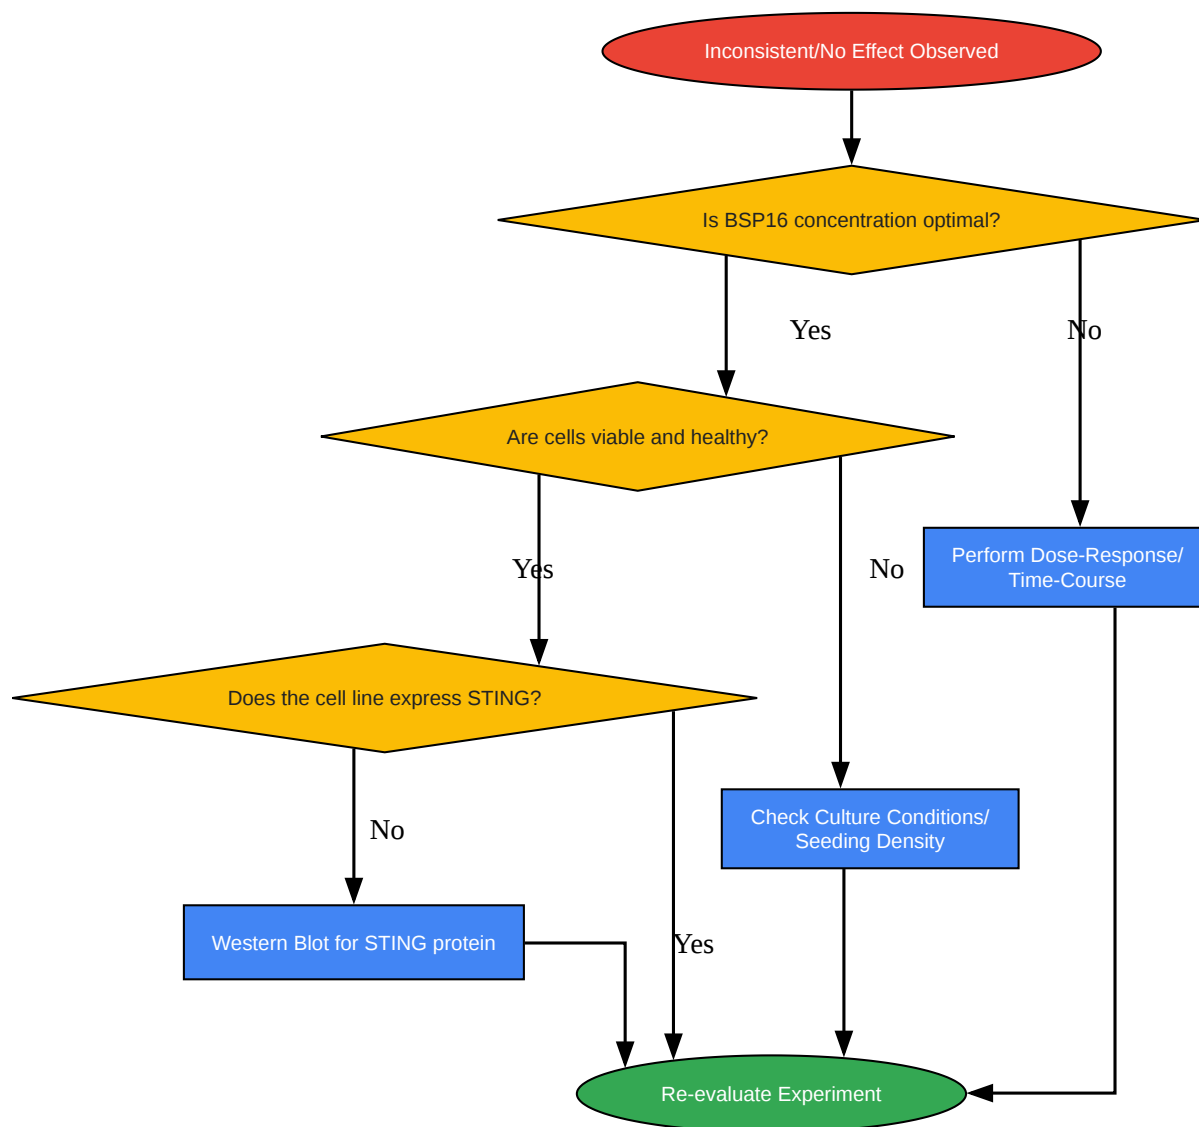 Inconsistent/No Effect Observed
Is BSP16 concentration optimal?
Yes
No
Are cells viable and healthy?
Yes
No
Perform Dose-Response/
Time-Course
Does the cell line express STING?
No
Yes
Check Culture Conditions/
Seeding Density
Western Blot for STING protein
Re-evaluate Experiment